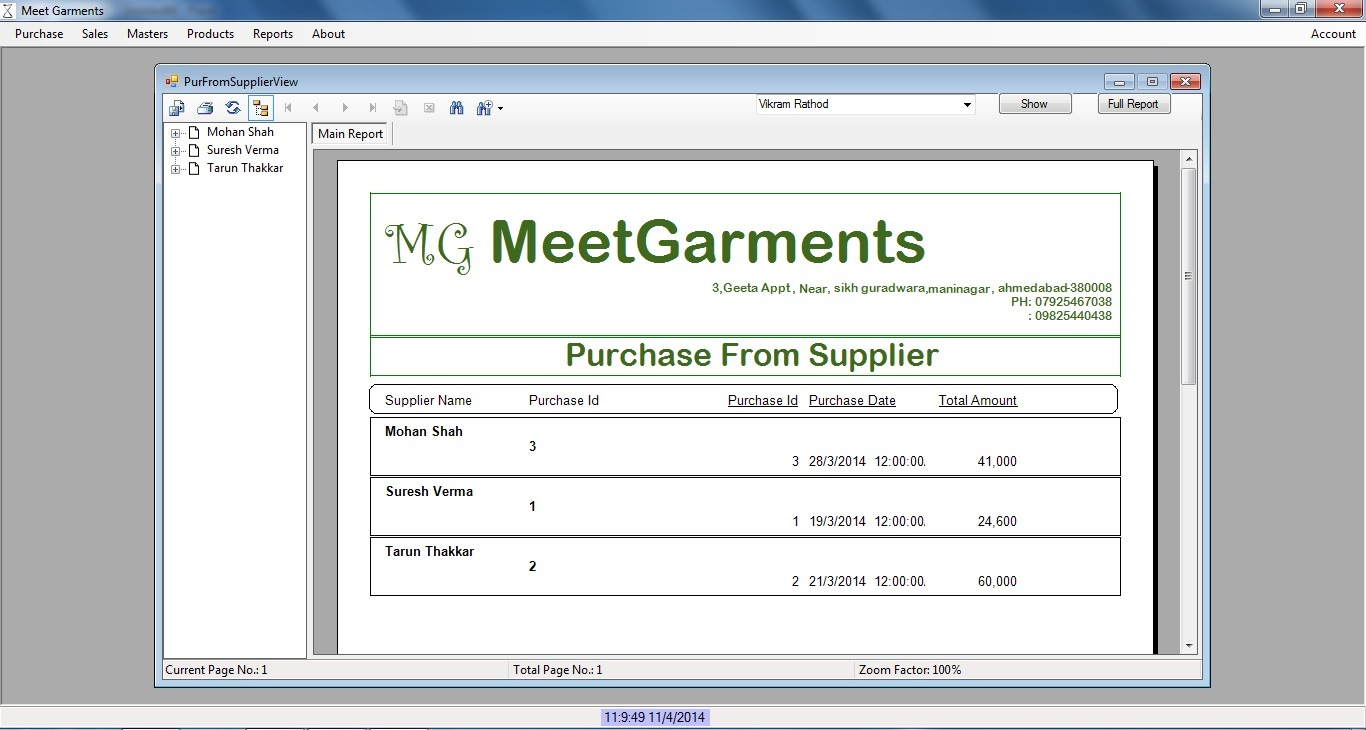 Meet Garments
Purchase Sales Masters Products Reports About Account
PurFromSupplierView
Vikram Rathod Show Full Report
Mohan Shah
Suresh Verma
Tarun Thakkar
Main Report
MG MeetGarments
3,Geeta Appt, Near, sikh guradwara,maninagar, ahmedabad-380008
PH: 07925467038
: 09825440438
Purchase From Supplier
Supplier Name Purchase Id Purchase Id Purchase Date Total Amount
Mohan Shah
3
3 28/3/2014 12:00:00
41,000
Suresh Verma
1
1 19/3/2014 12:00:00
24,600
Tarun Thakkar
2
2 21/3/2014 12:00:00
60,000
Current Page No.: 1 Total Page No.: 1 Zoom Factor: 100%
11:9:49 11/4/2014